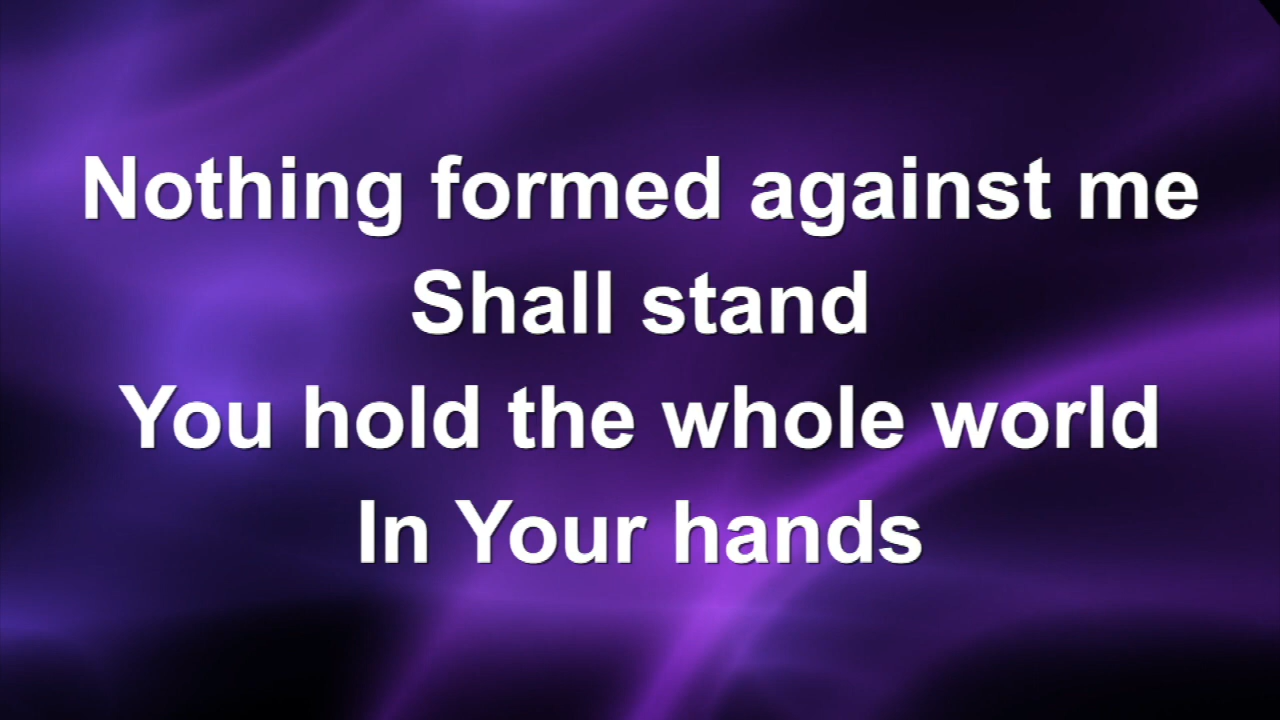 Nothing formed against me
Shall stand
You hold the whole world
In Your hands